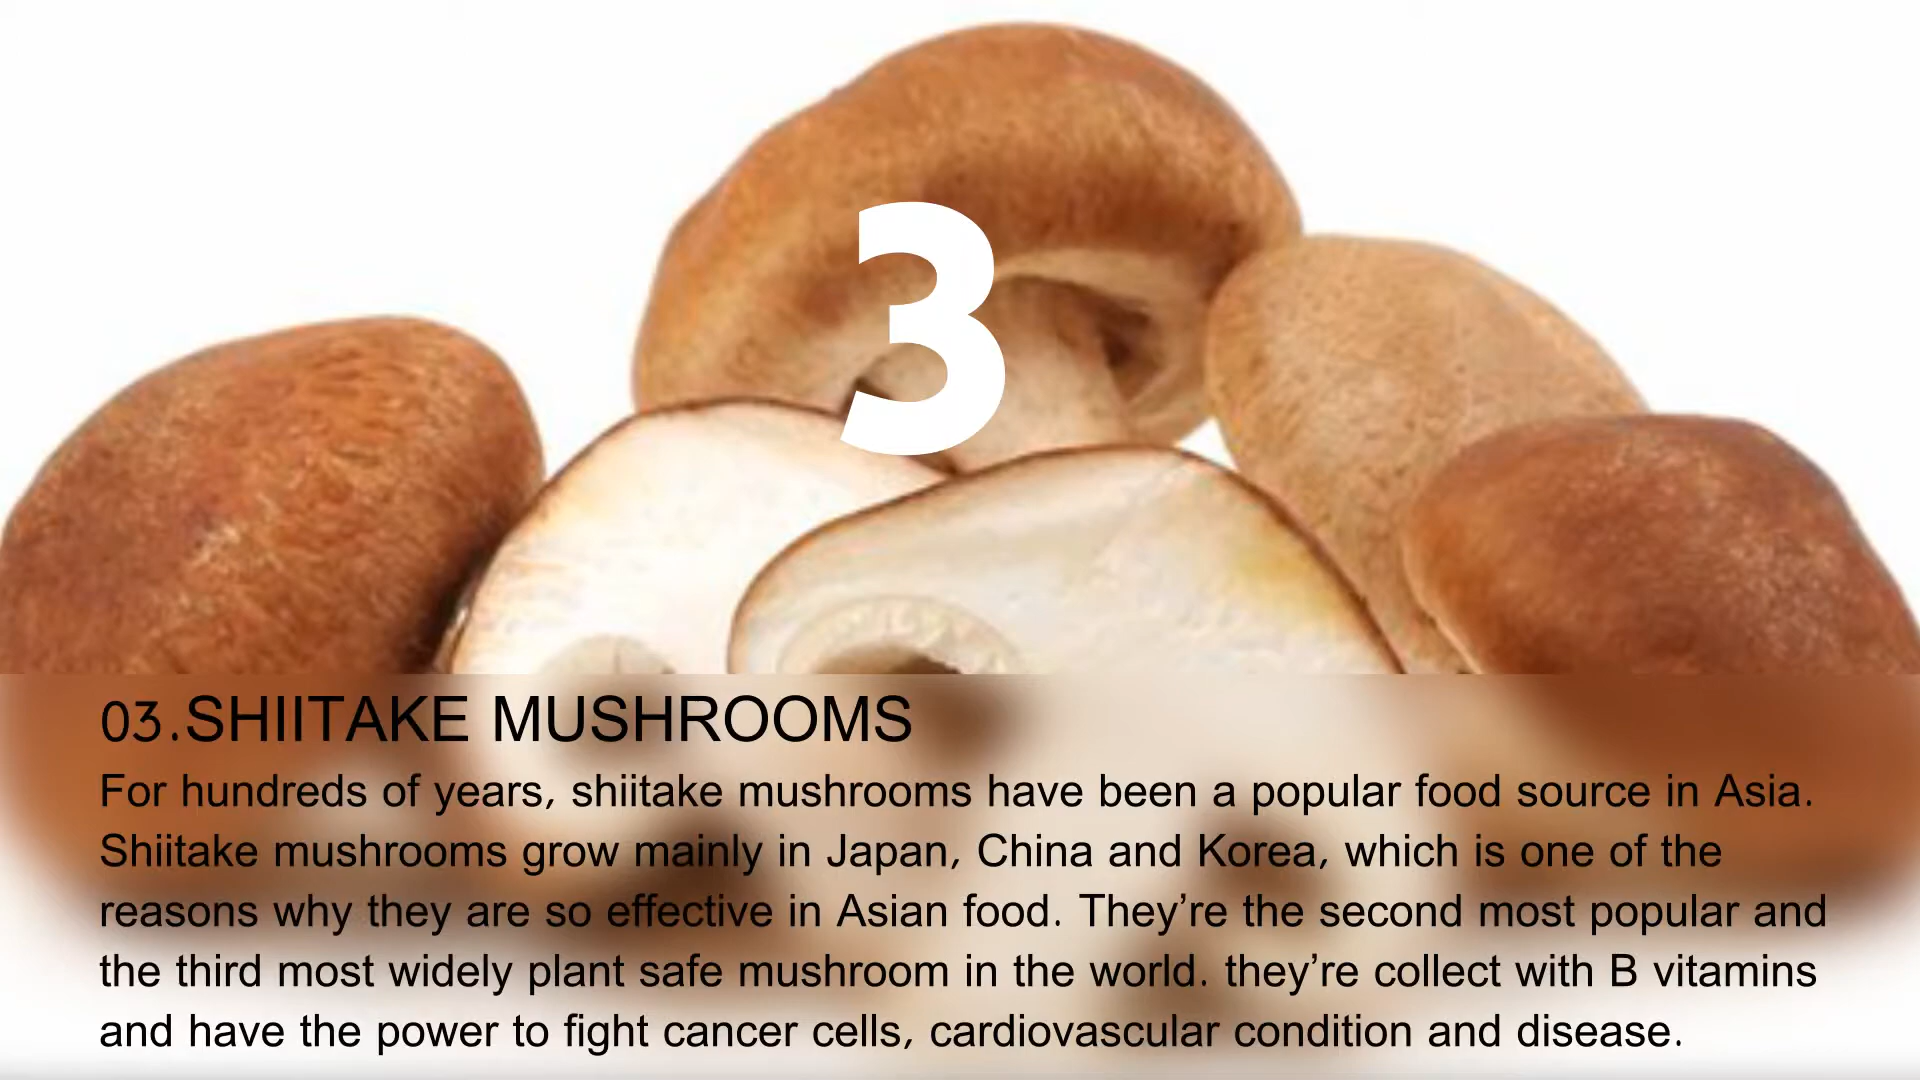 3
03.SHIITAKE MUSHROOMS
For hundreds of years, shiitake mushrooms have been a popular food source in Asia.
Shiitake mushrooms grow mainly in Japan, China and Korea, which is one of the
reasons why they are so effective in Asian food. They’re the second most popular and
the third most widely plant safe mushroom in the world. they’re collect with B vitamins
and have the power to fight cancer cells, cardiovascular condition and disease.